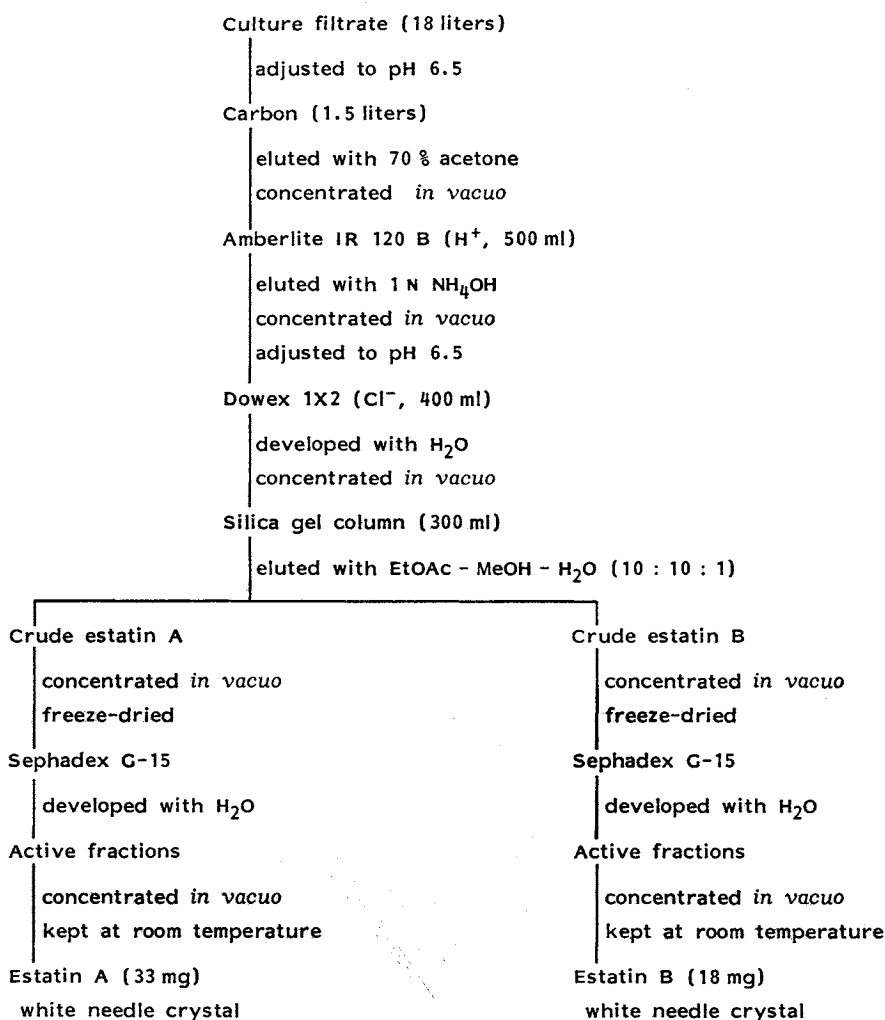 Culture filtrate (18 liters)
adjusted to pH 6.5
Carbon (1.5 liters)
eluted with 70 % acetone
concentrated in vacuo
Amberlite IR 120 B (H⁺, 500 ml)
eluted with 1 N NH₄OH
concentrated in vacuo
adjusted to pH 6.5
Dowex 1X2 (Cl⁻, 400 ml)
developed with H₂O
concentrated in vacuo
Silica gel column (300 ml)
eluted with EtOAc - MeOH - H₂O (10 : 10 : 1)
Crude estatin A
concentrated in vacuo
freeze-dried
Sephadex G-15
developed with H₂O
Active fractions
concentrated in vacuo
kept at room temperature
Estatin A (33 mg)
white needle crystal
Crude estatin B
concentrated in vacuo
freeze-dried
Sephadex G-15
developed with H₂O
Active fractions
concentrated in vacuo
kept at room temperature
Estatin B (18 mg)
white needle crystal